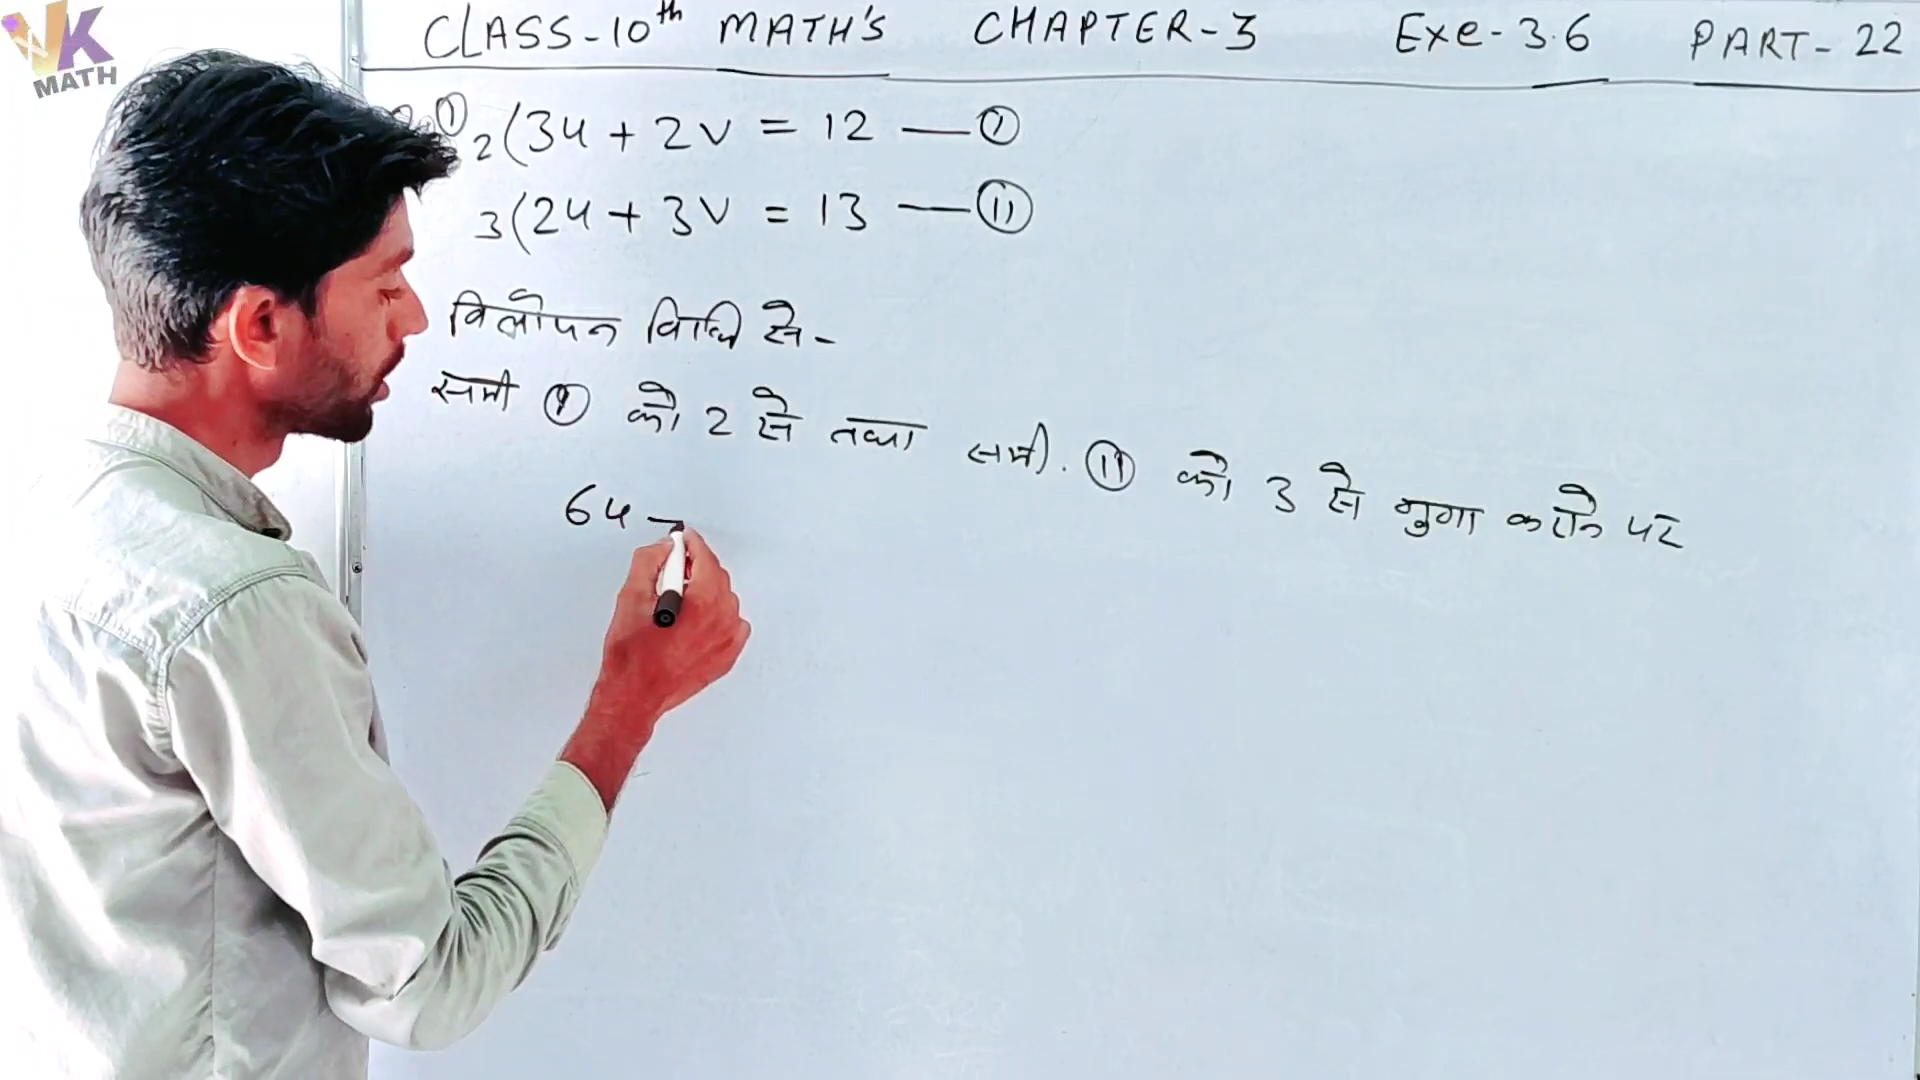 VK
MATH
CLASS-10th MATH'S CHAPTER-3 Exe-3.6 PART-22
① 2(3u + 2v = 12 — ①
3(2u + 3v = 13 — ⑪
विलोपन विधि से-
समी ① को 2 से तथा समी. ⑪ को 3 से गुणा करने पर
6u